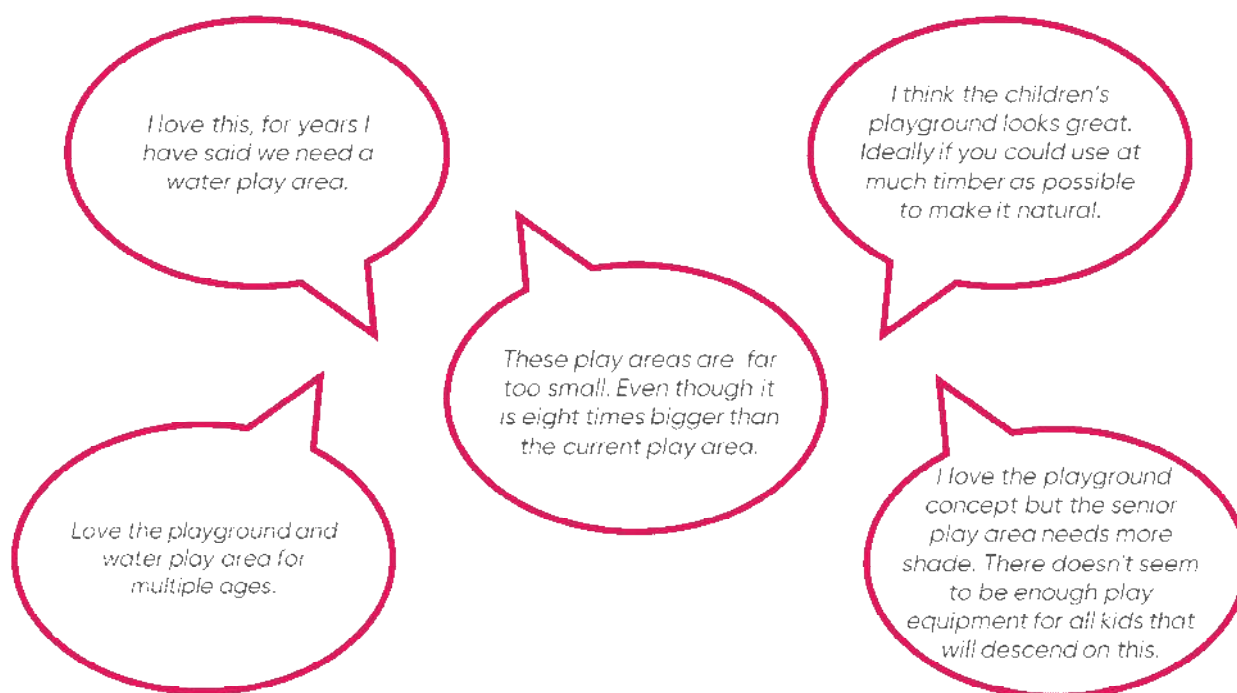 I love this, for years I
have said we need a
water play area.
I think the children's
playground looks great.
Ideally if you could use at
much timber as possible
to make it natural.
These play areas are far
too small. Even though it
is eight times bigger than
the current play area.
Love the playground and
water play area for
multiple ages.
I love the playground
concept but the senior
play area needs more
shade. There doesn't seem
to be enough play
equipment for all kids that
will descend on this.